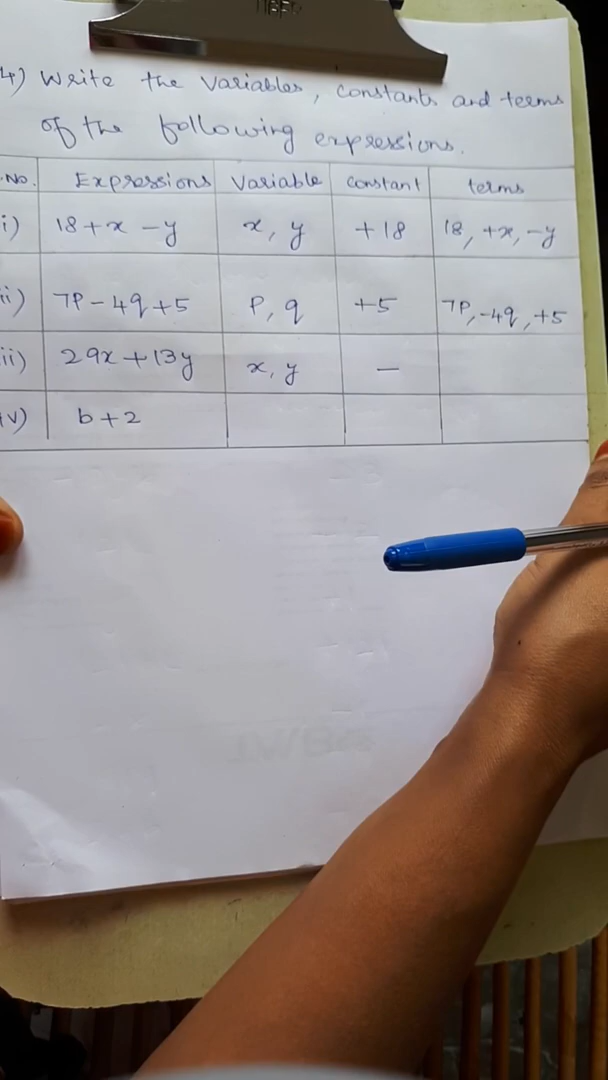 4) Write the variables, constants and terms
of the following expressions.
.No. Expressions Variable constant terms
i) 18+x-y x, y +18 18, +x, -y
ii) 7P-4q+5 P, q +5 7P, -4q, +5
ii) 29x+13y x, y —
iv) b+2